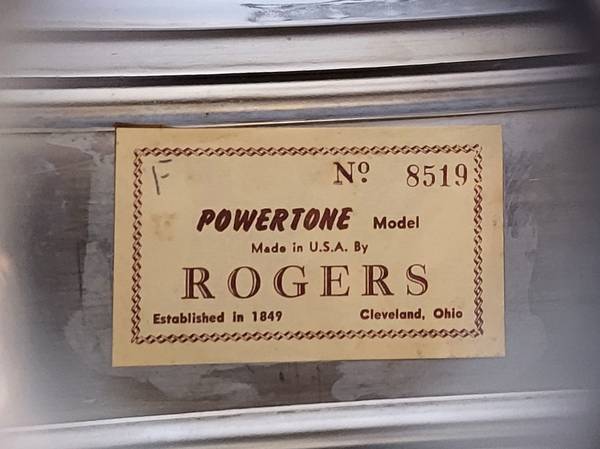 F
Nº 8519
POWERTONE Model
Made in U.S.A. By
ROGERS
Established in 1849 Cleveland, Ohio